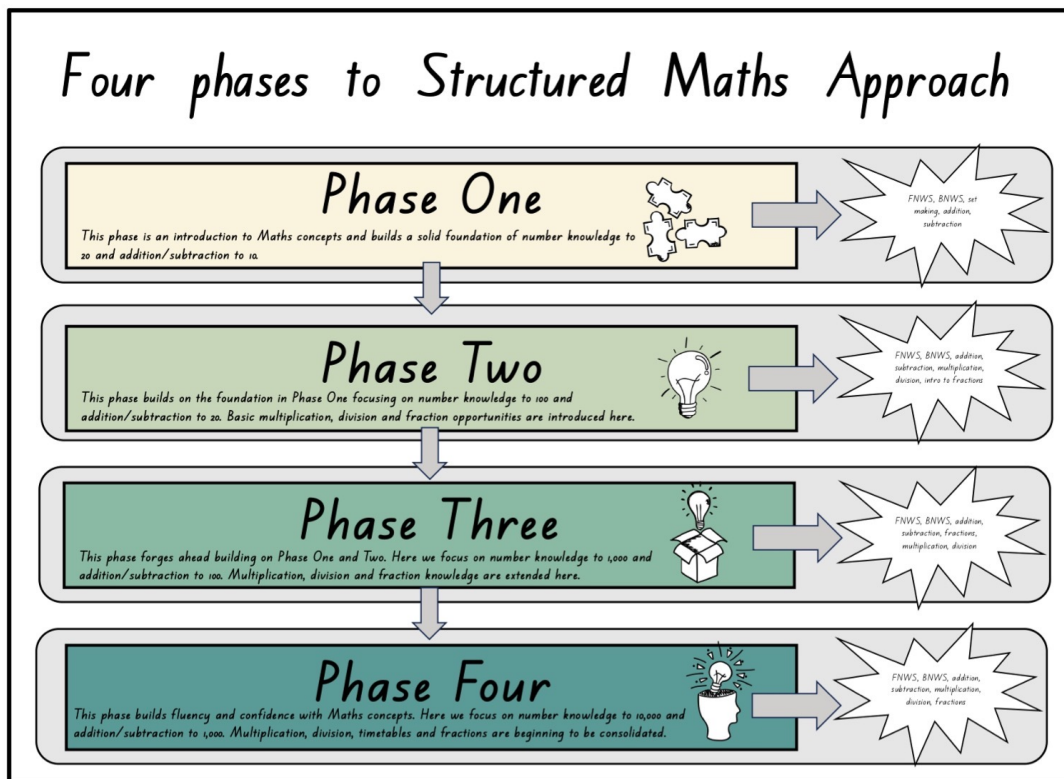 Four phases to Structured Maths Approach
Phase One
This phase is an introduction to Maths concepts and builds a solid foundation of number knowledge to
20 and addition/subtraction to 10.
FNWS, BNWS, set
making, addition,
subtraction
Phase Two
This phase builds on the foundation in Phase One focusing on number knowledge to 100 and
addition/subtraction to 20. Basic multiplication, division and fraction opportunities are introduced here.
FNWS, BNWS, addition,
subtraction, multiplication,
division, intro to fractions
Phase Three
This phase forges ahead building on Phase One and Two. Here we focus on number knowledge to 1,000 and
addition/subtraction to 100. Multiplication, division and fraction knowledge are extended here.
FNWS, BNWS, addition,
subtraction, fractions,
multiplication, division
Phase Four
This phase builds fluency and confidence with Maths concepts. Here we focus on number knowledge to 10,000 and
addition/subtraction to 1,000. Multiplication, division, timetables and fractions are beginning to be consolidated.
FNWS, BNWS, addition,
subtraction, multiplication,
division, fractions